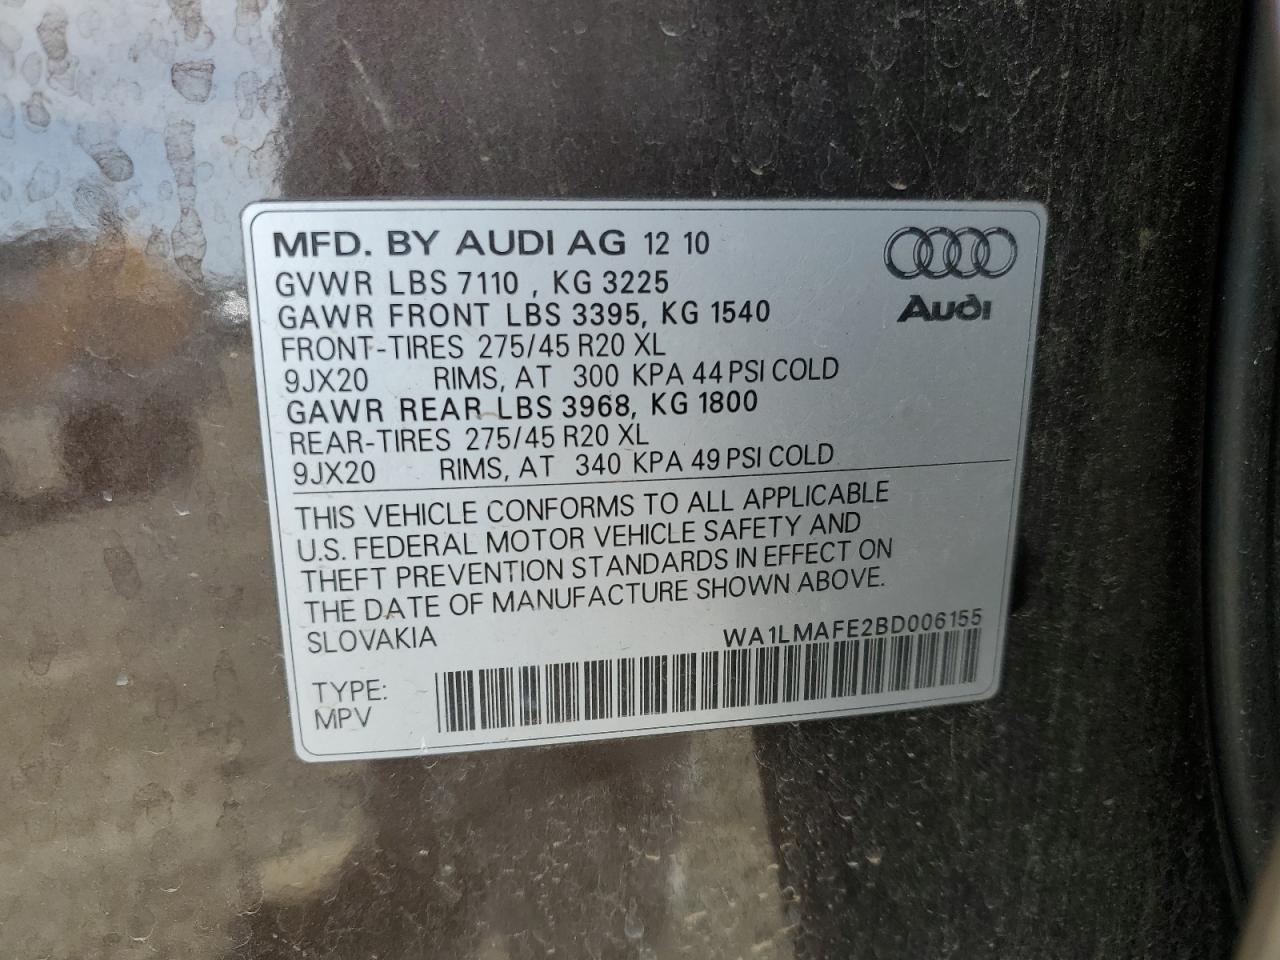 MFD. BY AUDI AG 12 10
GVWR LBS 7110 , KG 3225
GAWR FRONT LBS 3395, KG 1540
Audi
FRONT-TIRES 275/45 R20 XL
9JX20 RIMS, AT 300 KPA 44 PSI COLD
GAWR REAR LBS 3968, KG 1800
REAR-TIRES 275/45 R20 XL
9JX20 RIMS, AT 340 KPA 49 PSI COLD
THIS VEHICLE CONFORMS TO ALL APPLICABLE
U.S. FEDERAL MOTOR VEHICLE SAFETY AND
THEFT PREVENTION STANDARDS IN EFFECT ON
THE DATE OF MANUFACTURE SHOWN ABOVE.
SLOVAKIA WA1LMAFE2BD006155
TYPE:
MPV